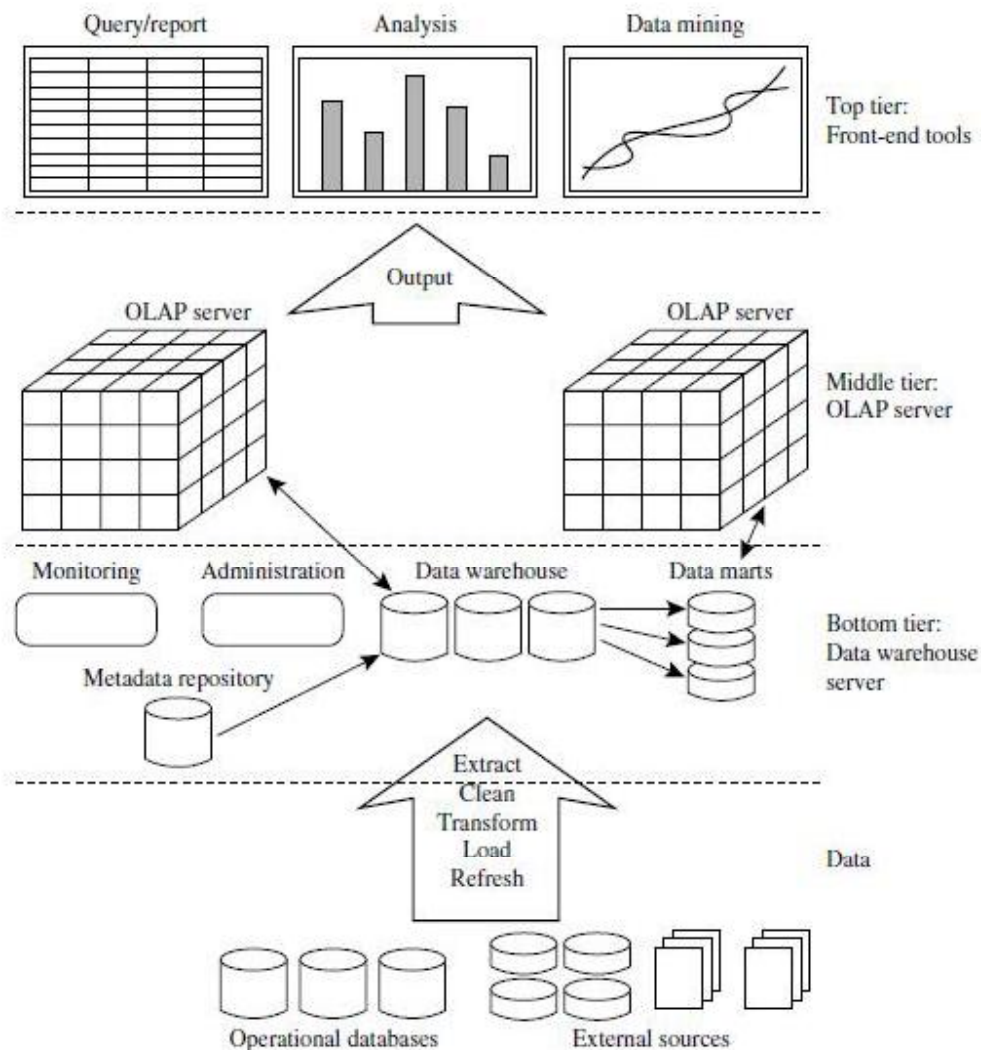 Query/report
Analysis
Data mining
Top tier:
Front-end tools
Output
OLAP server
OLAP server
Middle tier:
OLAP server
Monitoring
Administration
Data warehouse
Data marts
Bottom tier:
Data warehouse
server
Metadata repository
Extract
Clean
Transform
Load
Refresh
Data
Operational databases
External sources